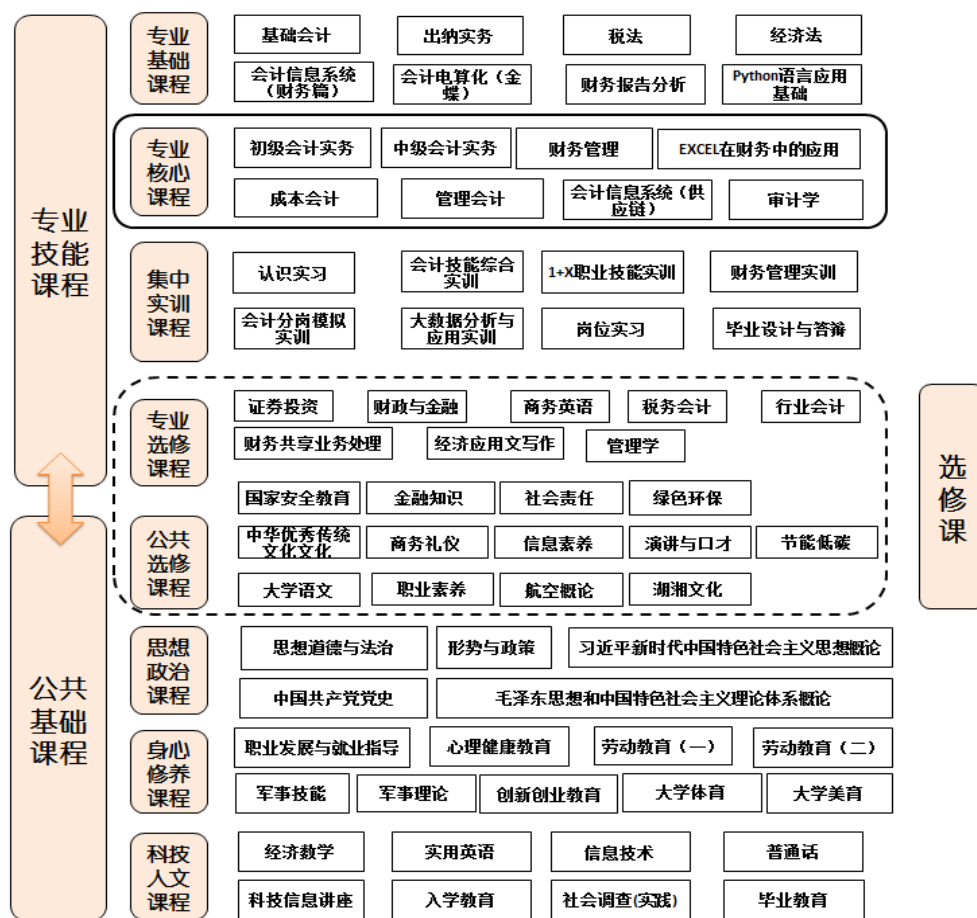 专业
技能
课程
专业
基础
课程
基础会计
出纳实务
税法
经济法
会计信息系统
（财务篇）
会计电算化（金
蝶）
财务报告分析
Python语言应用
基础
专业
核心
课程
初级会计实务
中级会计实务
财务管理
EXCEL在财务中的应用
成本会计
管理会计
会计信息系统（供
应链）
审计学
集中
实训
课程
认识实习
会计技能综合
实训
1+X职业技能实训
财务管理实训
会计分岗模拟
实训
大数据分析与
应用实训
岗位实习
毕业设计与答辩
专业
选修
课程
证券投资
财政与金融
商务英语
税务会计
行业会计
财务共享业务处理
经济应用文写作
管理学
选
修
课
公共
基础
课程
公共
选修
课程
国家安全教育
金融知识
社会责任
绿色环保
中华优秀传统
文化文化
商务礼仪
信息素养
演讲与口才
节能低碳
大学语文
职业素养
航空概论
湖湘文化
思想
政治
课程
思想道德与法治
形势与政策
习近平新时代中国特色社会主义思想概论
中国共产党党史
毛泽东思想和中国特色社会主义理论体系概论
身心
修养
课程
职业发展与就业指导
心理健康教育
劳动教育（一）
劳动教育（二）
军事技能
军事理论
创新创业教育
大学体育
大学美育
科技
人文
课程
经济数学
实用英语
信息技术
普通话
科技信息讲座
入学教育
社会调查(实践)
毕业教育